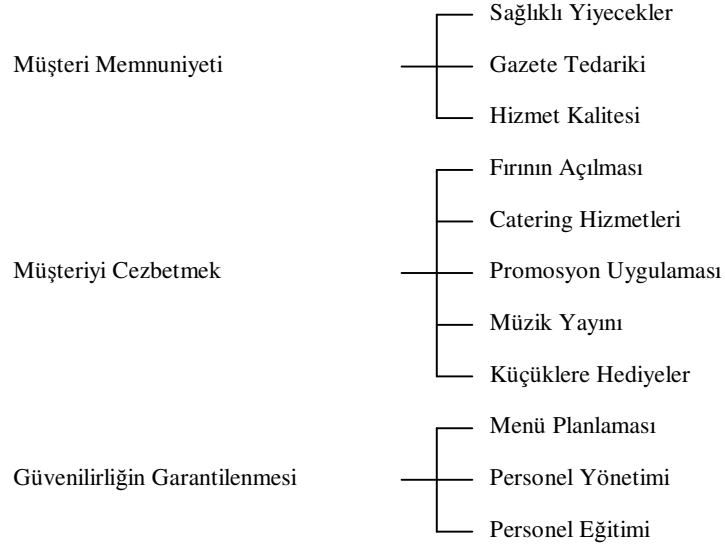 Sağlıklı Yiyecekler
Müşteri Memnuniyeti
Gazete Tedariki
Hizmet Kalitesi
Fırının Açılması
Catering Hizmetleri
Müşteriyi Cezbetmek
Promosyon Uygulaması
Müzik Yayını
Küçüklere Hediyeler
Menü Planlaması
Güvenilirliğin Garantilenmesi
Personel Yönetimi
Personel Eğitimi